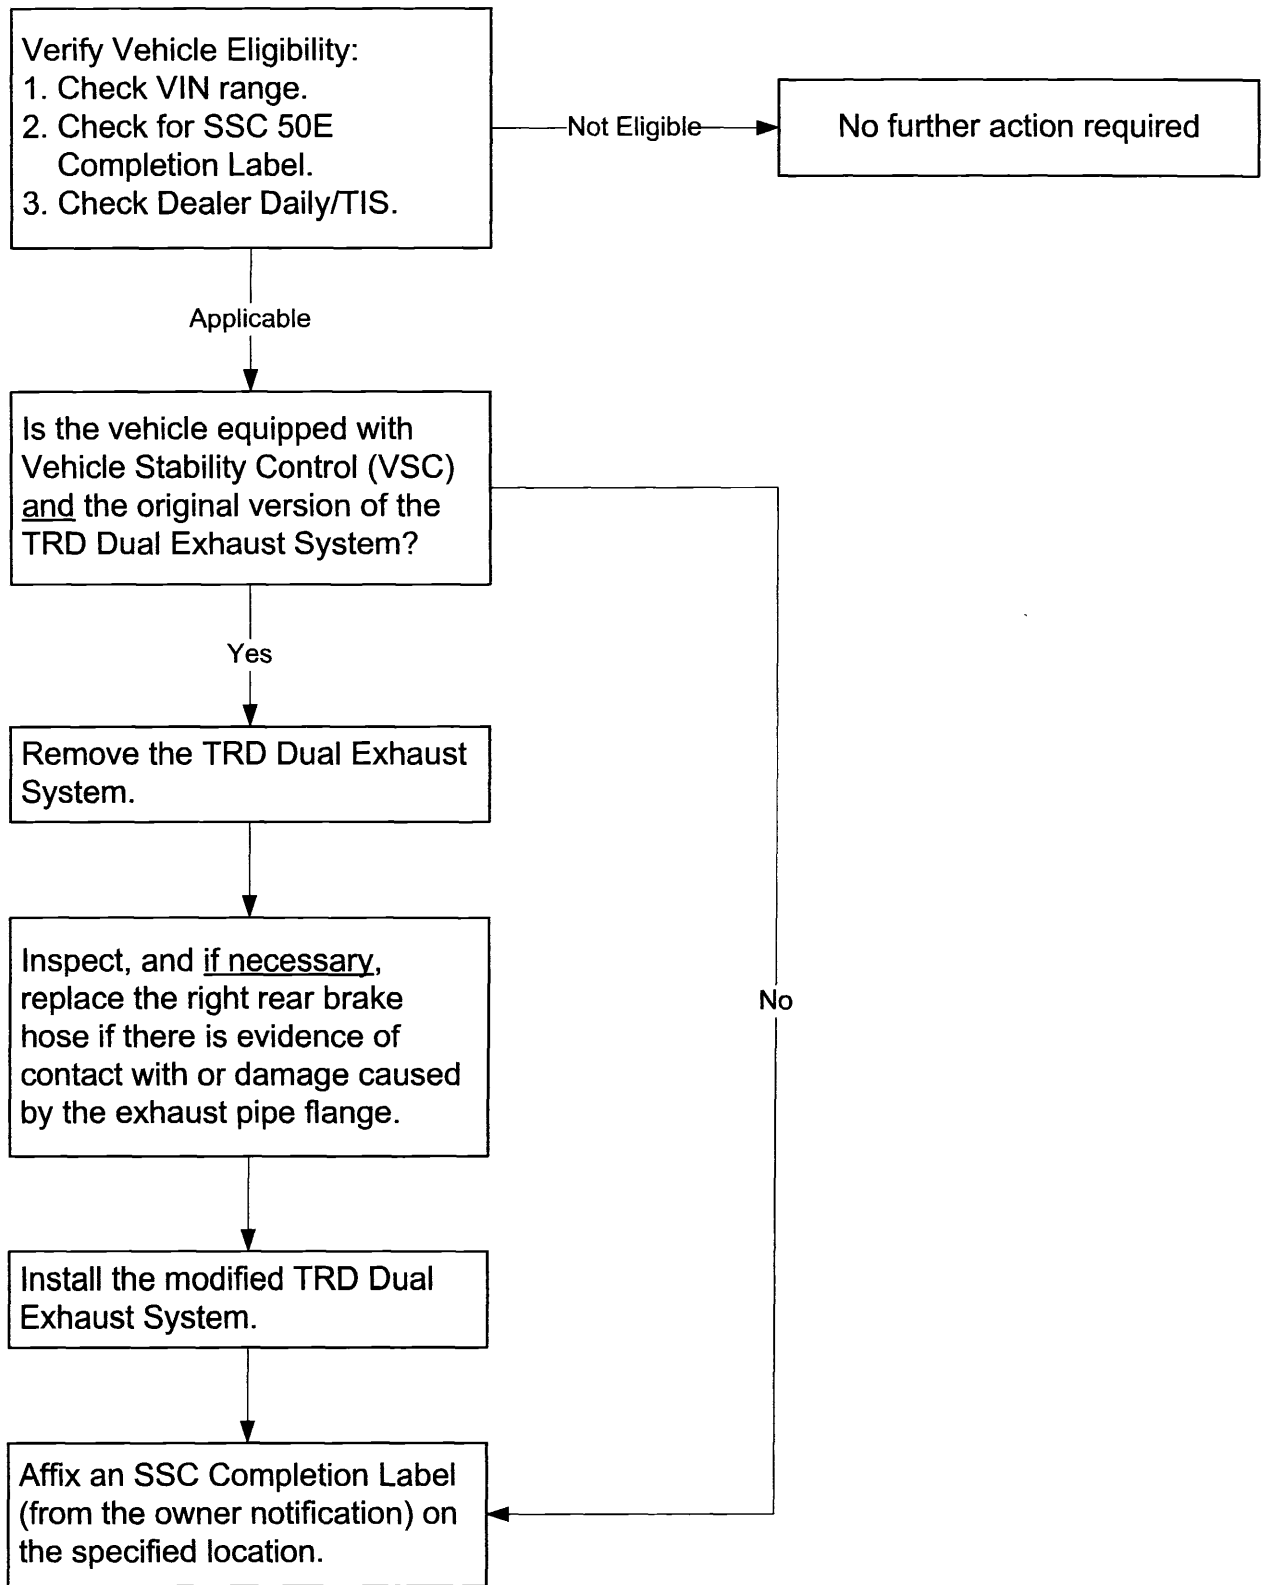 Verify Vehicle Eligibility:
1. Check VIN range.
2. Check for SSC 50E
Completion Label.
3. Check Dealer Daily/TIS.
Not Eligible
No further action required
Applicable
Is the vehicle equipped with
Vehicle Stability Control (VSC)
and the original version of the
TRD Dual Exhaust System?
Yes
Remove the TRD Dual Exhaust
System.
Inspect, and if necessary,
replace the right rear brake
hose if there is evidence of
contact with or damage caused
by the exhaust pipe flange.
No
Install the modified TRD Dual
Exhaust System.
Affix an SSC Completion Label
(from the owner notification) on
the specified location.